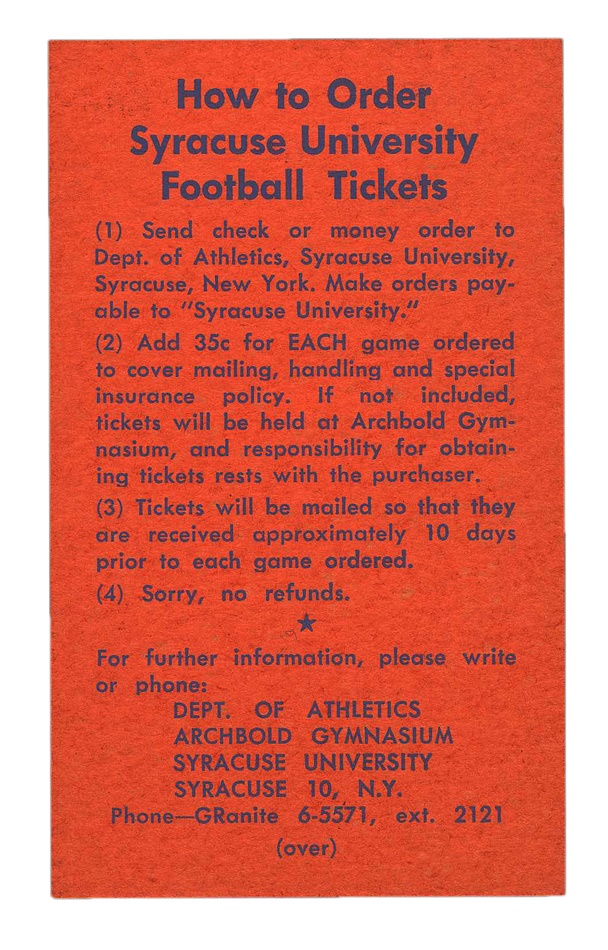 How to Order
Syracuse University
Football Tickets
(1) Send check or money order to
Dept. of Athletics, Syracuse University,
Syracuse, New York. Make orders pay-
able to "Syracuse University."
(2) Add 35c for EACH game ordered
to cover mailing, handling and special
insurance policy. If not included,
tickets will be held at Archbold Gym-
nasium, and responsibility for obtain-
ing tickets rests with the purchaser.
(3) Tickets will be mailed so that they
are received approximately 10 days
prior to each game ordered.
(4) Sorry, no refunds.
★
For further information, please write
or phone:
DEPT. OF ATHLETICS
ARCHBOLD GYMNASIUM
SYRACUSE UNIVERSITY
SYRACUSE 10, N.Y.
Phone—GRanite 6-5571, ext. 2121
(over)